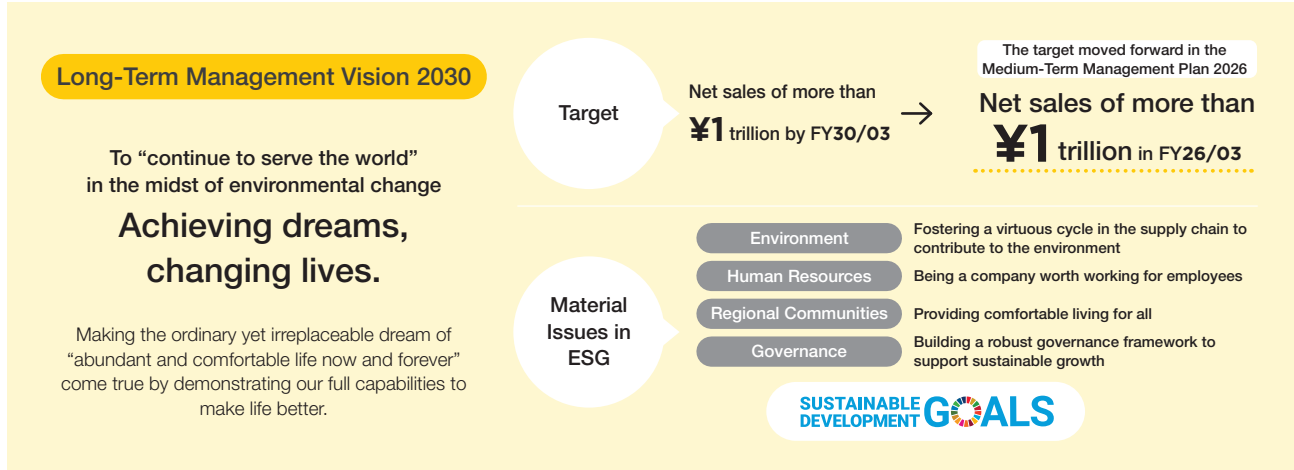 Long-Term Management Vision 2030
To “continue to serve the world”
in the midst of environmental change
Achieving dreams,
changing lives.
Making the ordinary yet irreplaceable dream of
“abundant and comfortable life now and forever”
come true by demonstrating our full capabilities to
make life better.
Target
Net sales of more than
¥1 trillion by FY30/03
The target moved forward in the
Medium-Term Management Plan 2026
Net sales of more than
¥1 trillion in FY26/03
Material
Issues in
ESG
Environment
Fostering a virtuous cycle in the supply chain to
contribute to the environment
Human Resources
Being a company worth working for employees
Regional Communities
Providing comfortable living for all
Governance
Building a robust governance framework to
support sustainable growth
SUSTAINABLE
DEVELOPMENT
GOALS